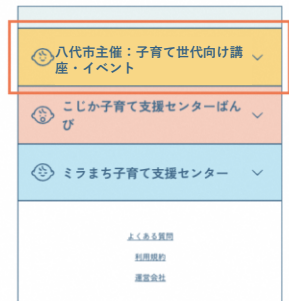 八代市主催：子育て世代向け講
座・イベント
こじか子育て支援センターぱん
び
ミラまち子育て支援センター
よくある質問
利用規約
運営会社